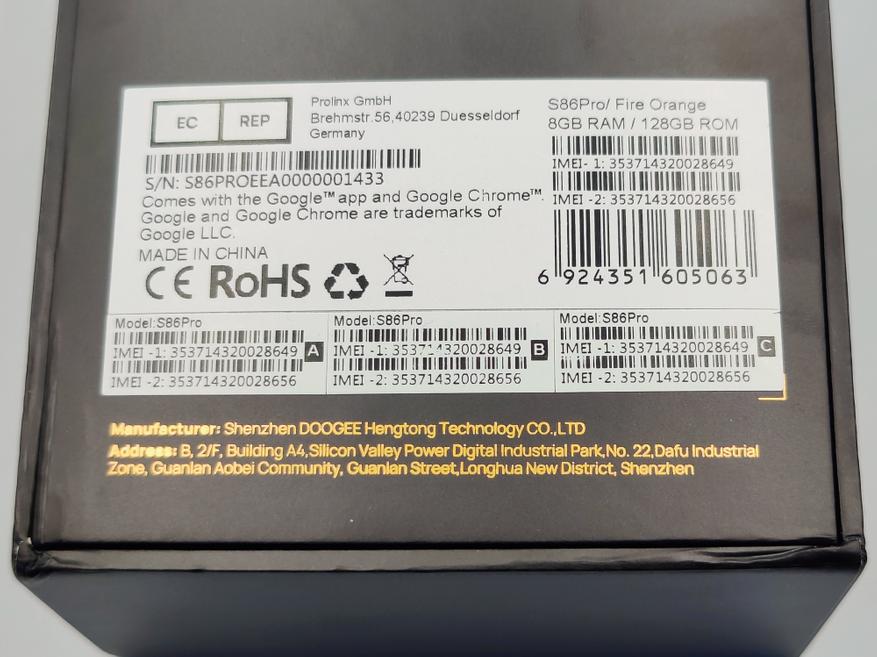 EC REP
Prolinx GmbH
Brehmstr.56,40239 Duesseldorf
Germany
S/N: S86PROEEA0000001433
Comes with the Google™ app and Google Chrome™.
Google and Google Chrome are trademarks of
Google LLC.
MADE IN CHINA
CE RoHS
S86Pro/ Fire Orange
8GB RAM / 128GB ROM
IMEI- 1: 353714320028649
IMEI -2: 353714320028656
6 924351 605063
Model:S86Pro
IMEI -1: 353714320028649 A
IMEI -2: 353714320028656
Model:S86Pro
IMEI -1: 353714320028649 B
IMEI -2: 353714320028656
Model:S86Pro
IMEI -1: 353714320028649 C
IMEI -2: 353714320028656
Manufacturer: Shenzhen DOOGEE Hengtong Technology CO.,LTD
Address: B, 2/F, Building A4,Silicon Valley Power Digital Industrial Park,No. 22,Dafu Industrial
Zone, Guanlan Aobei Community, Guanlan Street,Longhua New District, Shenzhen